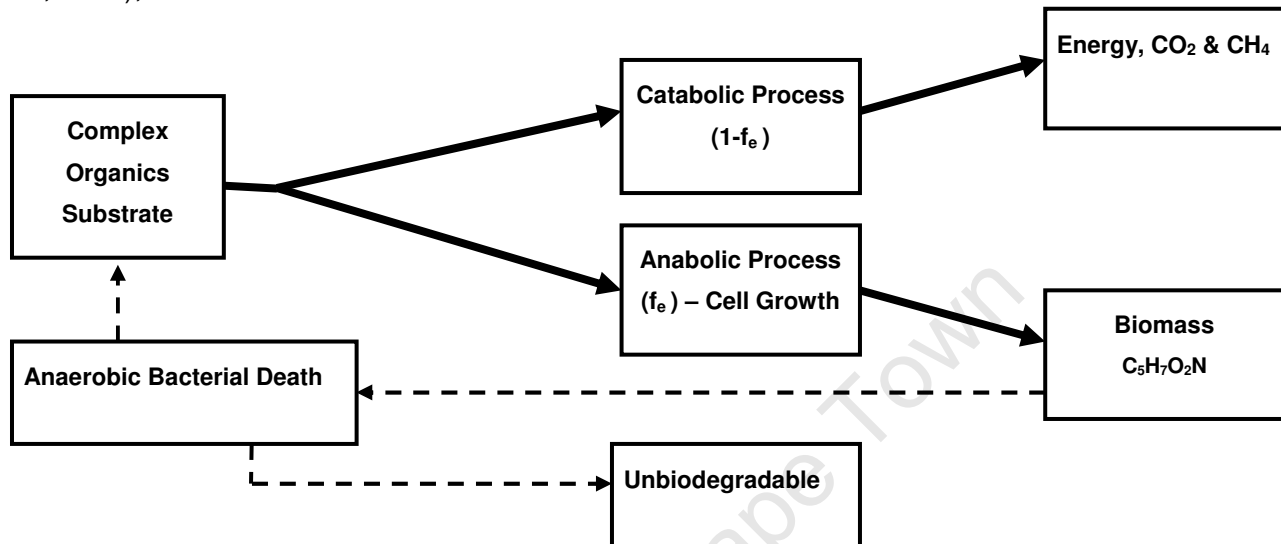 Complex
Organics
Substrate
Catabolic Process
(1-fₑ )
Energy, CO₂ & CH₄
Anabolic Process
(fₑ ) – Cell Growth
Biomass
C₅H₇O₂N
Anaerobic Bacterial Death
Unbiodegradable
Town